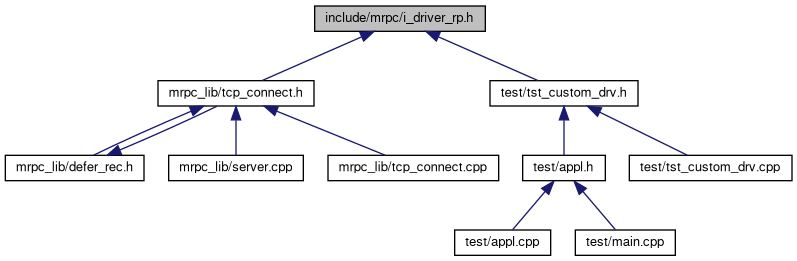 include/mrpc/i_driver_rp.h
mrpc_lib/tcp_connect.h
test/tst_custom_drv.h
mrpc_lib/defer_rec.h
mrpc_lib/server.cpp
mrpc_lib/tcp_connect.cpp
test/appl.h
test/tst_custom_drv.cpp
test/appl.cpp
test/main.cpp